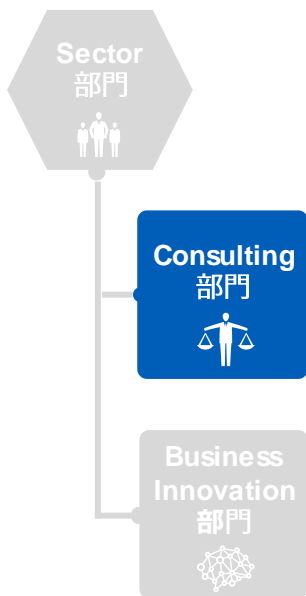 Sector
部門
Consulting
部門
Business
Innovation
部門